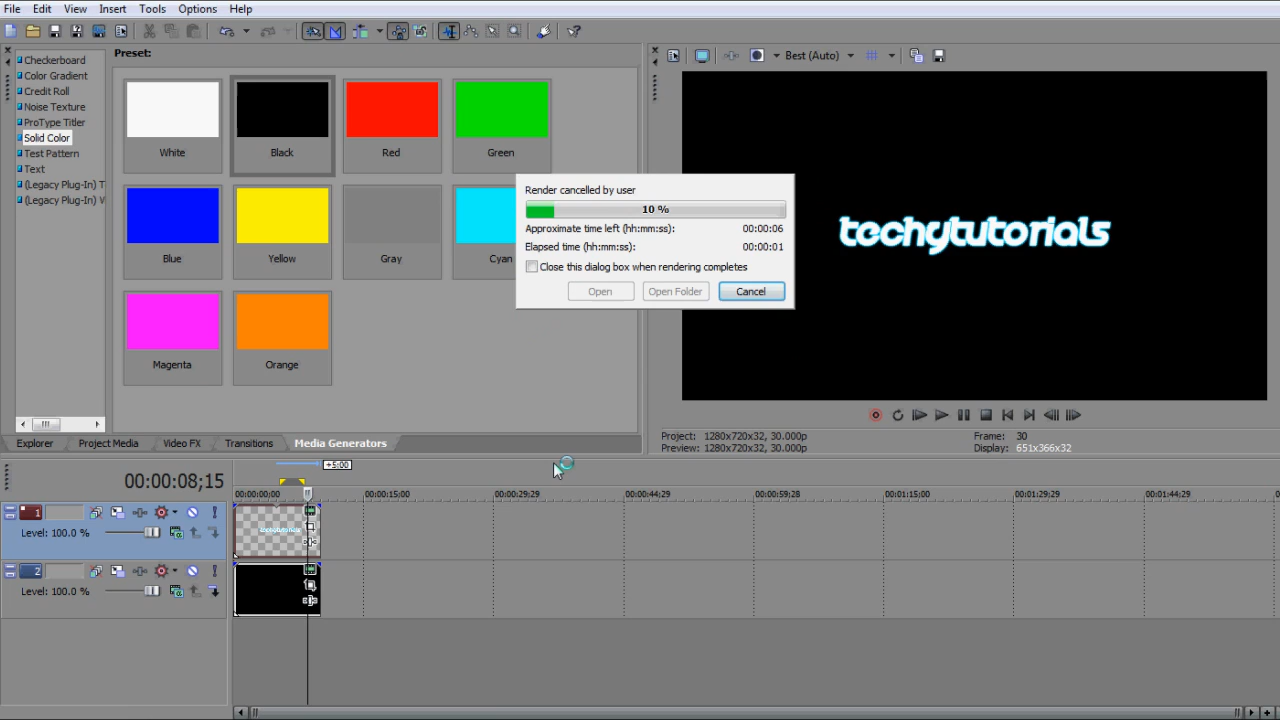 File Edit View Insert Tools Options Help
Preset:
Checkerboard
Color Gradient
Credit Roll
Noise Texture
ProType Titler
Solid Color
Test Pattern
Text
(Legacy Plug-In) T
(Legacy Plug-In) V
White
Black
Red
Green
Blue
Yellow
Gray
Cyan
Magenta
Orange
Render cancelled by user
10 %
Approximate time left (hh:mm:ss): 00:00:06
Elapsed time (hh:mm:ss): 00:00:01
Close this dialog box when rendering completes
Open
Open Folder
Cancel
Best (Auto)
techytutorials
Explorer
Project Media
Video FX
Transitions
Media Generators
Project: 1280x720x32, 30.000p
Preview: 1280x720x32, 30.000p
Frame: 30
Display: 651x366x32
00:00:08;15
+5:00
00:00:00;00
00:00:15;00
00:00:29;29
00:00:44;29
00:00:59;28
00:01:15;00
00:01:29;29
00:01:44;29
1
Level: 100.0 %
2
Level: 100.0 %